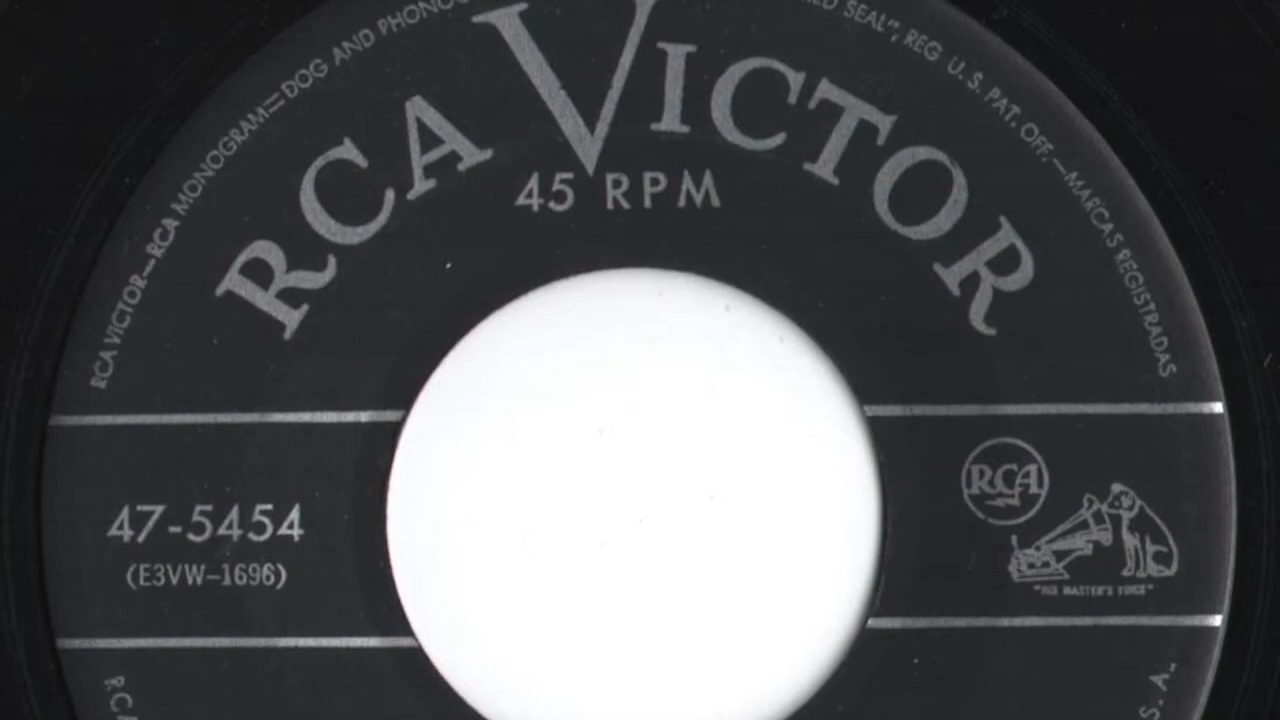 RCA VICTOR—RCA MONOGRAM—DOG AND PHONO
SEAL", REG U.S. PAT. OFF.—MARCAS REGISTRADAS
RCA VICTOR
45 RPM
47-5454
(E3VW-1696)
RCA
"HIS MASTER'S VOICE"
RCA
S. A.